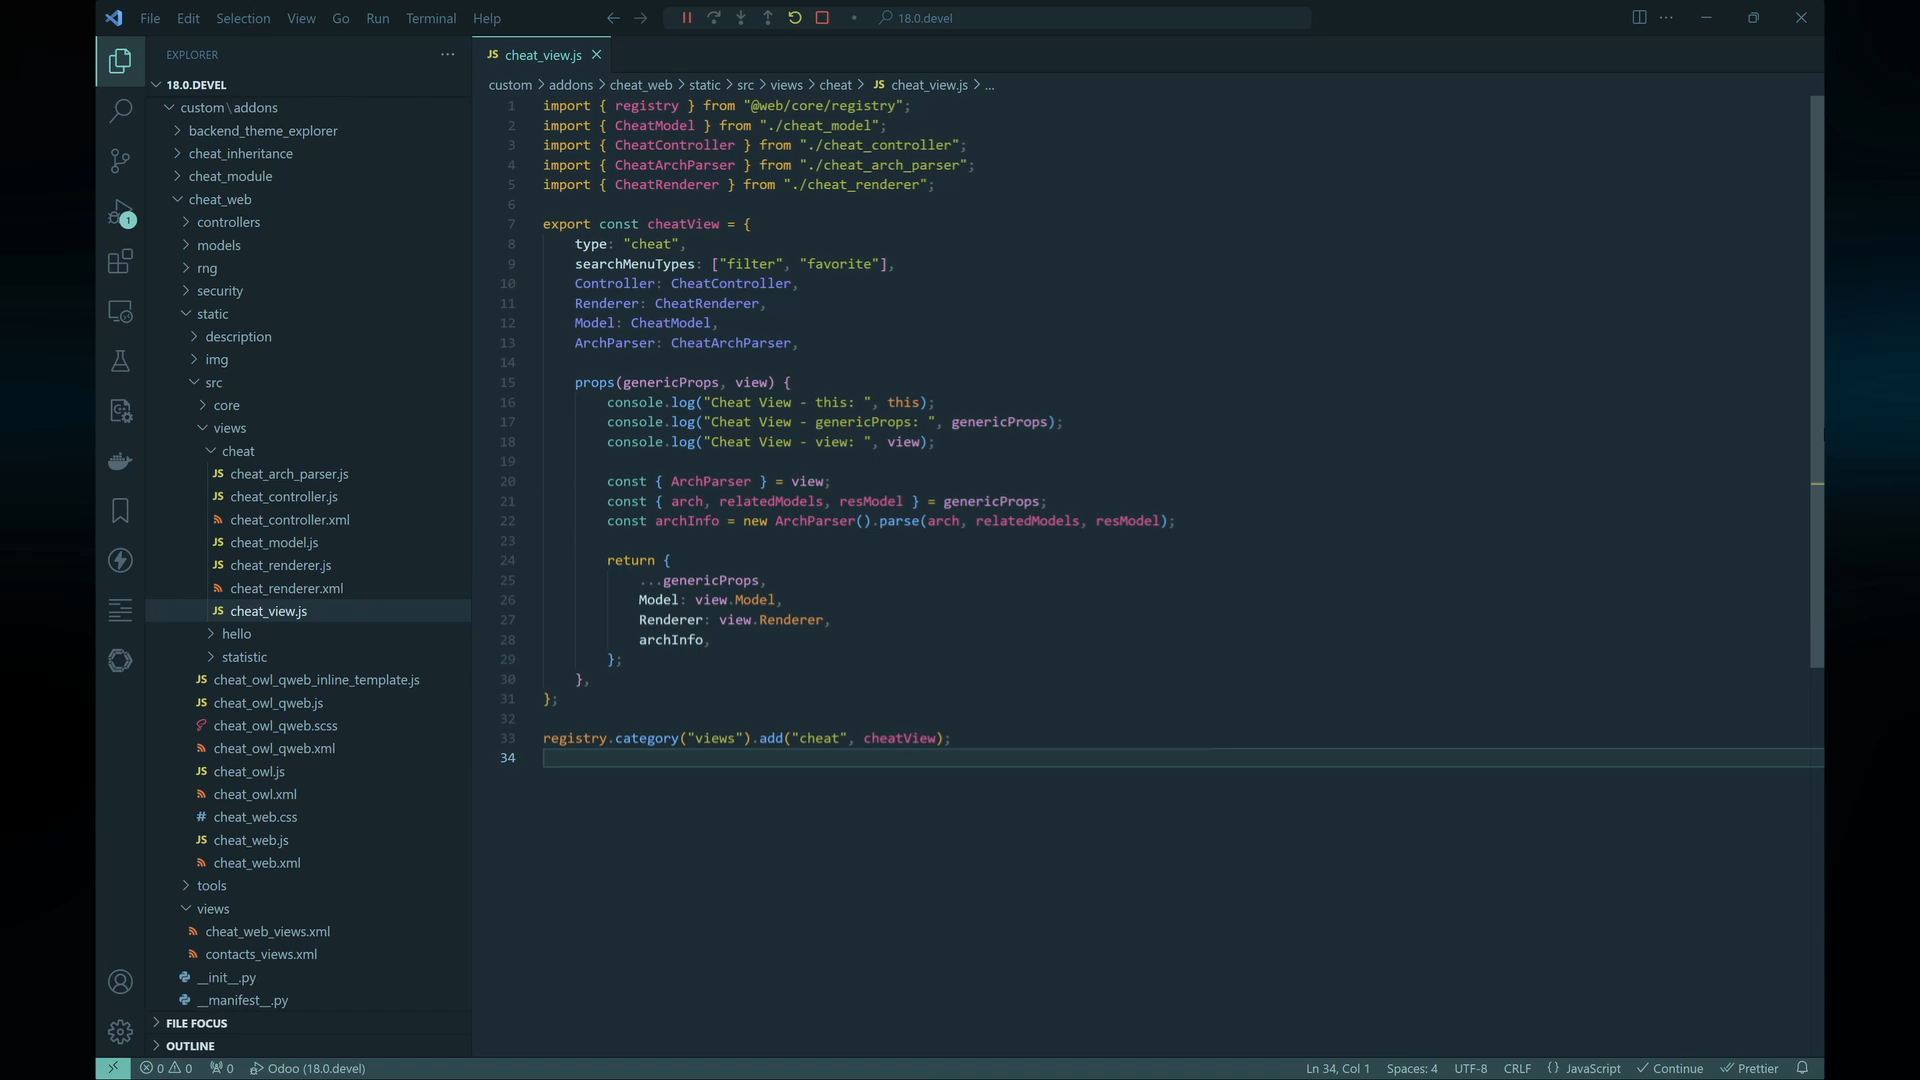 File Edit Selection View Go Run Terminal Help
18.0.devel
EXPLORER
18.0.DEVEL
custom\addons
backend_theme_explorer
cheat_inheritance
cheat_module
cheat_web
controllers
models
rng
security
static
description
img
src
core
views
cheat
JS cheat_arch_parser.js
JS cheat_controller.js
cheat_controller.xml
JS cheat_model.js
JS cheat_renderer.js
cheat_renderer.xml
JS cheat_view.js
hello
statistic
JS cheat_owl_qweb_inline_template.js
JS cheat_owl_qweb.js
cheat_owl_qweb.scss
cheat_owl_qweb.xml
JS cheat_owl.js
cheat_owl.xml
# cheat_web.css
JS cheat_web.js
cheat_web.xml
tools
views
cheat_web_views.xml
contacts_views.xml
__init__.py
__manifest__.py
FILE FOCUS
OUTLINE
1
JS cheat_view.js
custom > addons > cheat_web > static > src > views > cheat > JS cheat_view.js > ...
1 import { registry } from "@web/core/registry";
2 import { CheatModel } from "./cheat_model";
3 import { CheatController } from "./cheat_controller";
4 import { CheatArchParser } from "./cheat_arch_parser";
5 import { CheatRenderer } from "./cheat_renderer";
6
7 export const cheatView = {
8 type: "cheat",
9 searchMenuTypes: ["filter", "favorite"],
10 Controller: CheatController,
11 Renderer: CheatRenderer,
12 Model: CheatModel,
13 ArchParser: CheatArchParser,
14
15 props(genericProps, view) {
16 console.log("Cheat View - this: ", this);
17 console.log("Cheat View - genericProps: ", genericProps);
18 console.log("Cheat View - view: ", view);
19
20 const { ArchParser } = view;
21 const { arch, relatedModels, resModel } = genericProps;
22 const archInfo = new ArchParser().parse(arch, relatedModels, resModel);
23
24 return {
25 ...genericProps,
26 Model: view.Model,
27 Renderer: view.Renderer,
28 archInfo,
29 };
30 },
31 };
32
33 registry.category("views").add("cheat", cheatView);
34
0 0 0 Odoo (18.0.devel) Ln 34, Col 1 Spaces: 4 UTF-8 CRLF {} JavaScript Continue Prettier